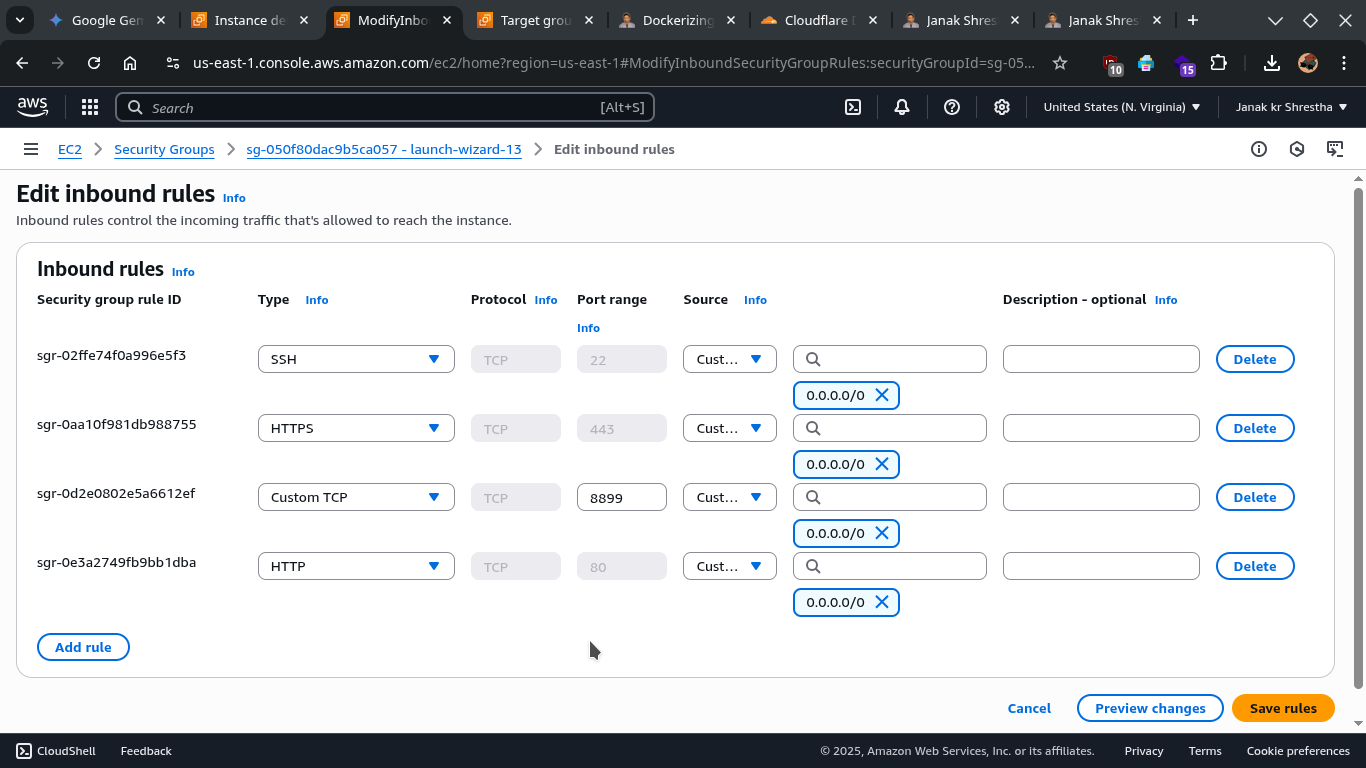 Google Gen
Instance de
ModifyInbo
Target grou
Dockerizing
Cloudflare D
Janak Shres
Janak Shres
us-east-1.console.aws.amazon.com/ec2/home?region=us-east-1#ModifyInboundSecurityGroupRules:securityGroupId=sg-05...
10
15
aws
Search
[Alt+S]
United States (N. Virginia)
Janak kr Shrestha
EC2
Security Groups
sg-050f80dac9b5ca057 - launch-wizard-13
Edit inbound rules
Edit inbound rules Info
Inbound rules control the incoming traffic that's allowed to reach the instance.
Inbound rules Info
Security group rule ID
Type Info
Protocol Info
Port range
Info
Source Info
Description - optional Info
sgr-02ffe74f0a996e5f3
SSH
TCP
22
Cust...
Delete
0.0.0.0/0
sgr-0aa10f981db988755
HTTPS
TCP
443
Cust...
Delete
0.0.0.0/0
sgr-0d2e0802e5a6612ef
Custom TCP
TCP
8899
Cust...
Delete
0.0.0.0/0
sgr-0e3a2749fb9bb1dba
HTTP
TCP
80
Cust...
Delete
0.0.0.0/0
Add rule
Cancel
Preview changes
Save rules
CloudShell
Feedback
© 2025, Amazon Web Services, Inc. or its affiliates.
Privacy
Terms
Cookie preferences